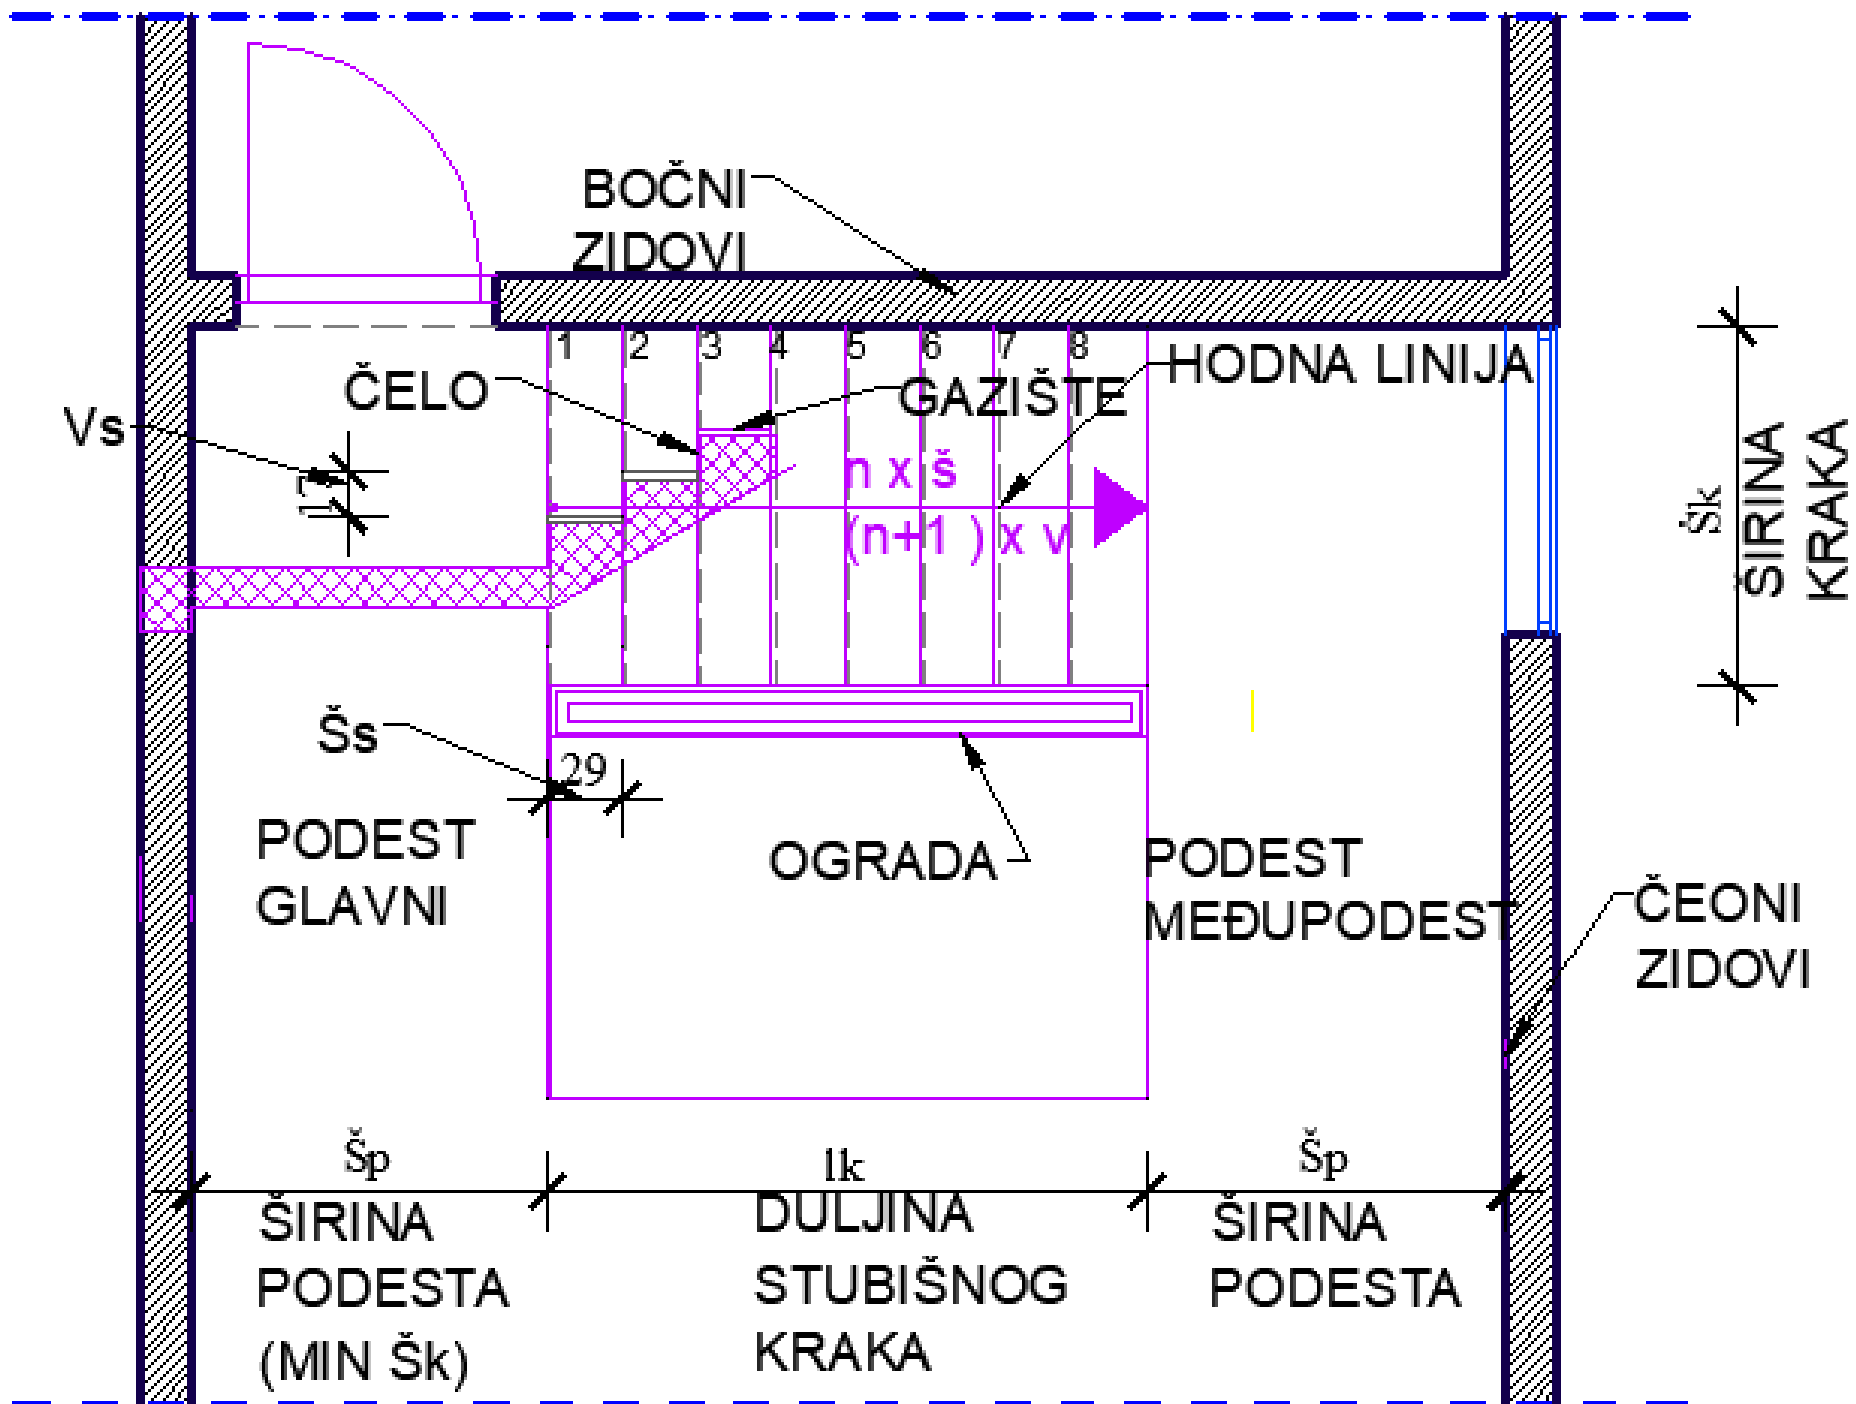 BOČNI
ZIDOVI
1 2 3 4 5 6 7 8
HODNA LINIJA
ČELO
GAZIŠTE
Vs
17
n x š
(n+1 ) x v
Šk
ŠIRINA
KRAKA
Šs
29
PODEST
GLAVNI
OGRADA
PODEST
MEĐUPODEST
ČEONI
ZIDOVI
Šp
lk
Šp
ŠIRINA
PODESTA
(MIN Šk)
DULJINA
STUBIŠNOG
KRAKA
ŠIRINA
PODESTA